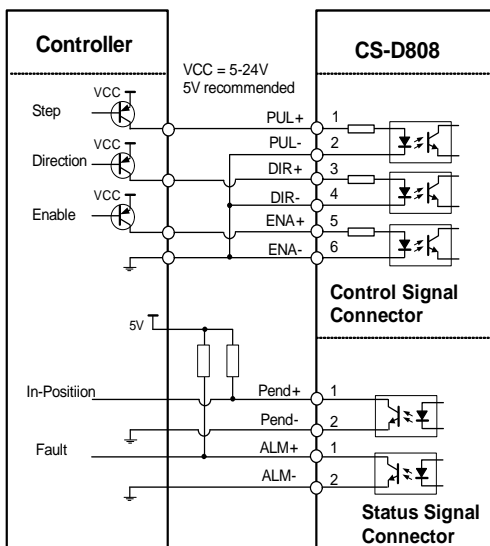 Controller
CS-D808
VCC = 5-24V
5V recommended
VCC
Step
PUL+ 1
PUL- 2
VCC
Direction
DIR+ 3
DIR- 4
VCC
Enable
ENA+ 5
ENA- 6
Control Signal
Connector
5V
In-Positiion
Pend+ 1
Pend- 2
Fault
ALM+ 1
ALM- 2
Status Signal
Connector